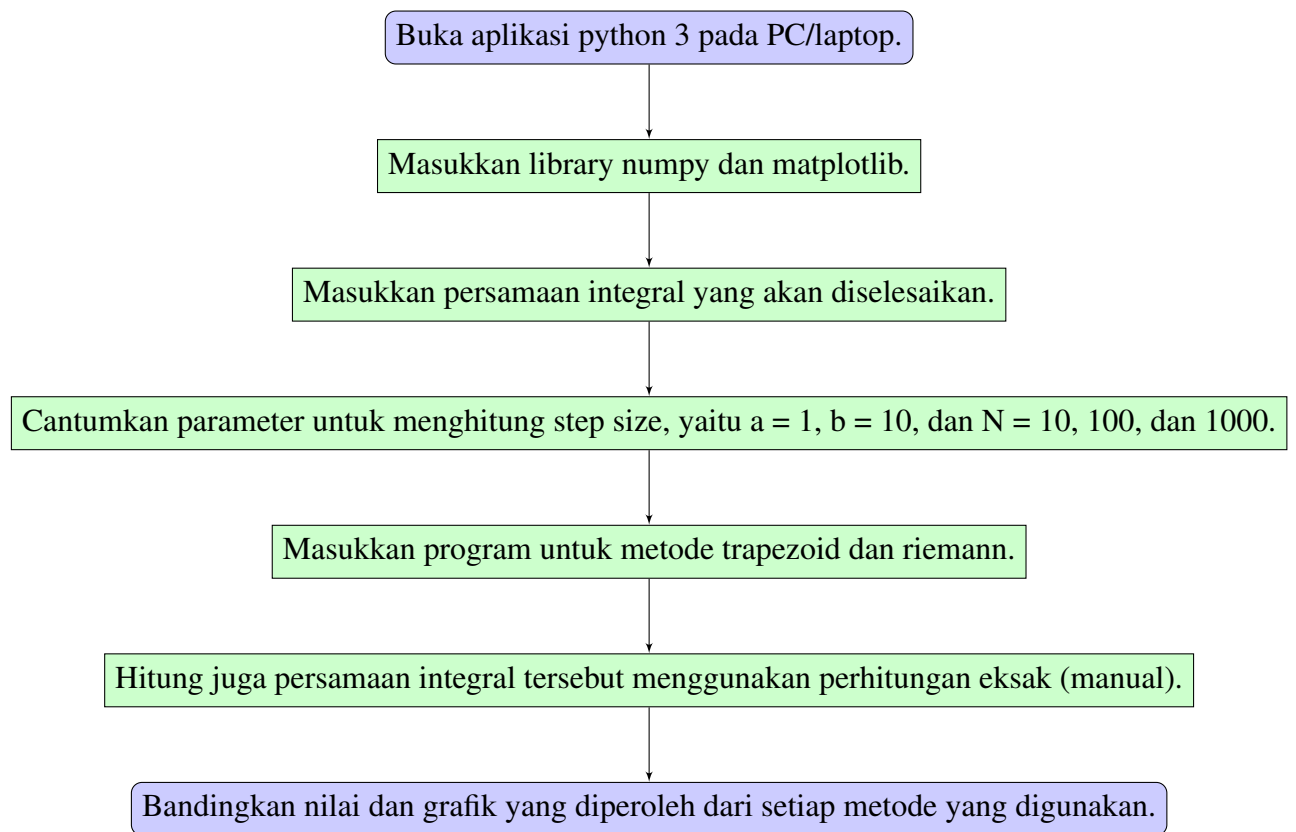 Buka aplikasi python 3 pada PC/laptop.
Masukkan library numpy dan matplotlib.
Masukkan persamaan integral yang akan diselesaikan.
Cantumkan parameter untuk menghitung step size, yaitu a = 1, b = 10, dan N = 10, 100, dan 1000.
Masukkan program untuk metode trapezoid dan riemann.
Hitung juga persamaan integral tersebut menggunakan perhitungan eksak (manual).
Bandingkan nilai dan grafik yang diperoleh dari setiap metode yang digunakan.